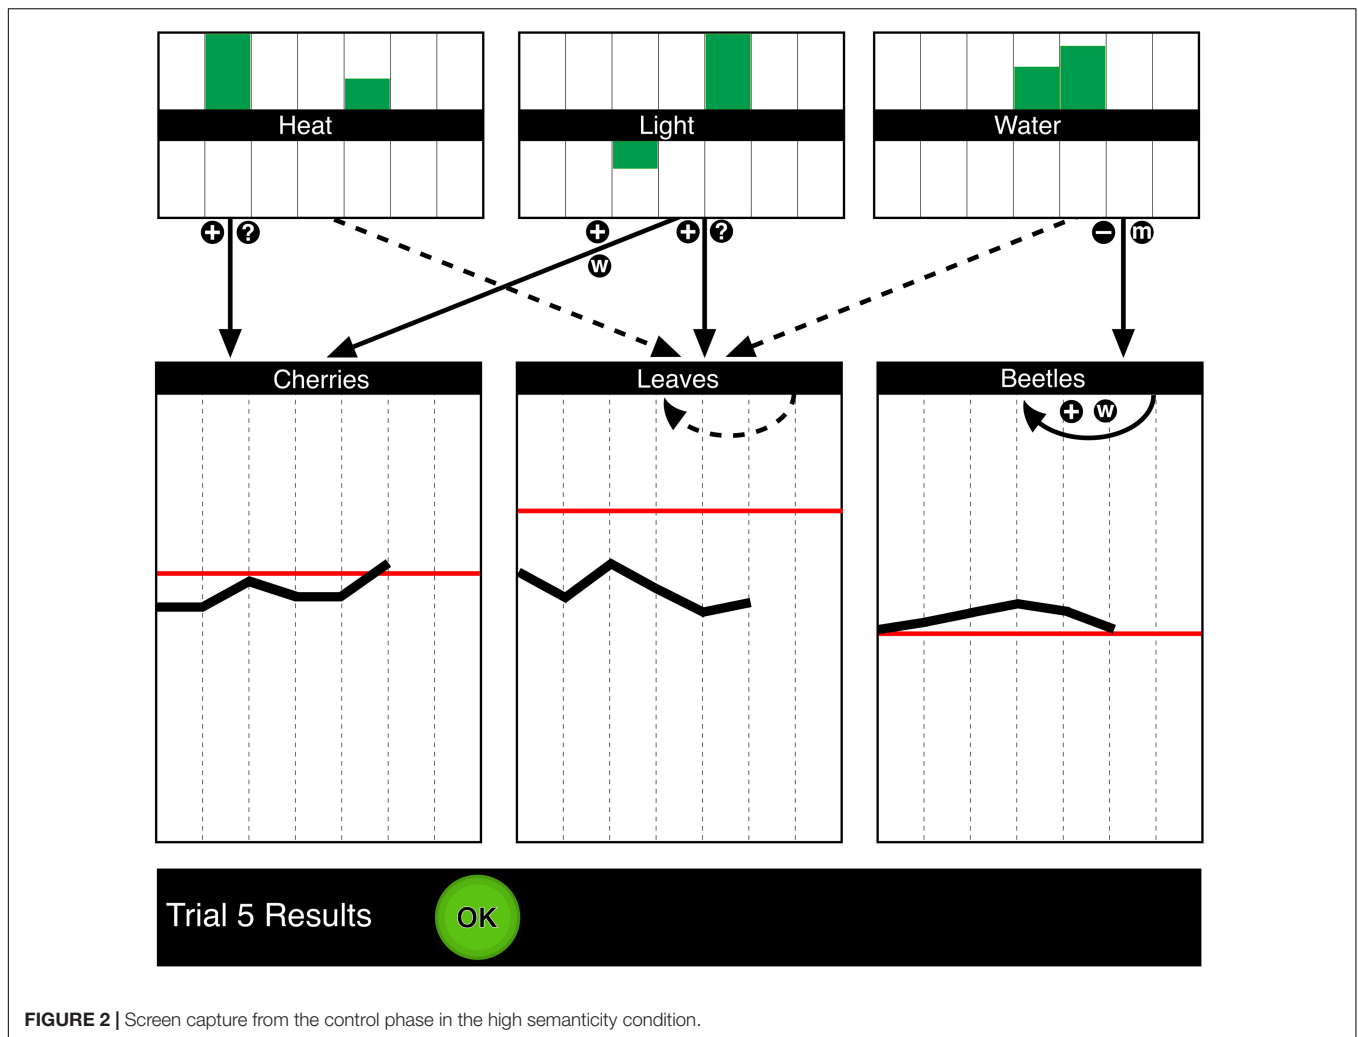 Heat
Light
Water
+ ?
+
w
+ ?
− m
Cherries
Leaves
Beetles
+ w
Trial 5 Results
OK
FIGURE 2 | Screen capture from the control phase in the high semanticity condition.